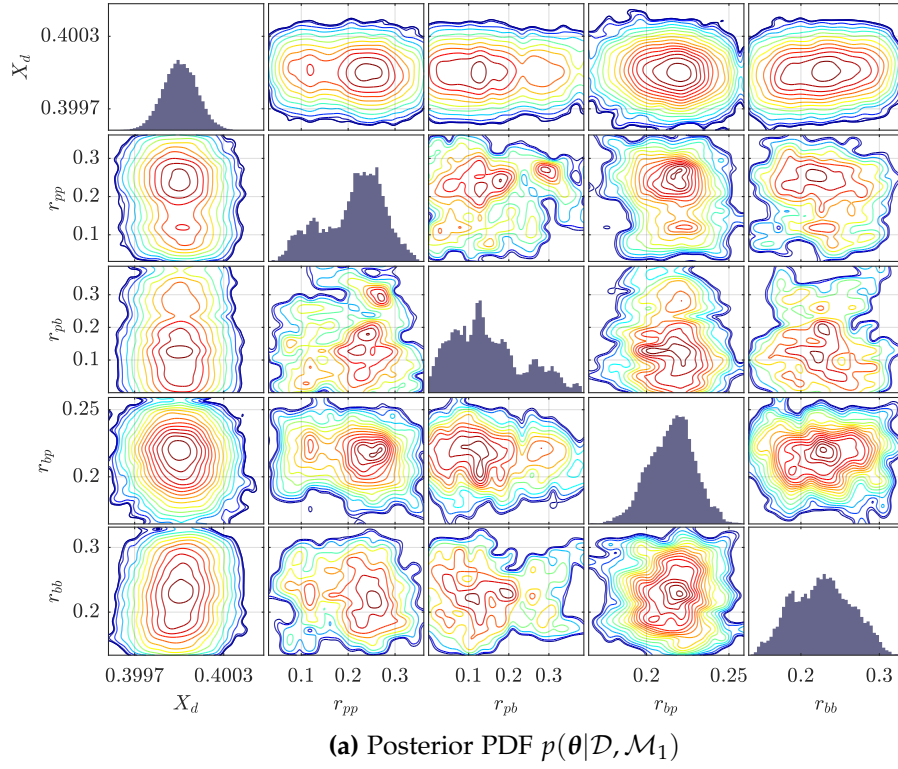 0.4003
X_d
0.3997
0.3
r_pp
0.2
0.1
0.3
r_pb
0.2
0.1
0.25
r_bp
0.2
0.3
r_bb
0.2
0.3997 0.4003 0.1 0.2 0.3 0.1 0.2 0.3 0.2 0.25 0.2 0.3
X_d r_pp r_pb r_bp r_bb
(a) Posterior PDF p(θ|D, M₁)